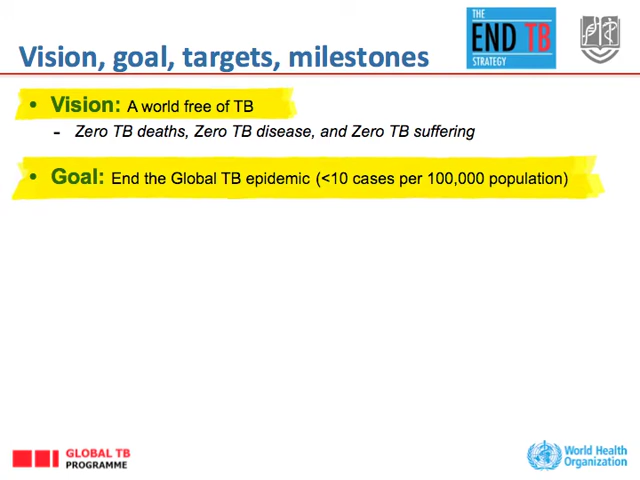 Vision, goal, targets, milestones
THE
END TB
STRATEGY
• Vision: A world free of TB
- Zero TB deaths, Zero TB disease, and Zero TB suffering
• Goal: End the Global TB epidemic (<10 cases per 100,000 population)
GLOBAL TB
PROGRAMME
World Health
Organization